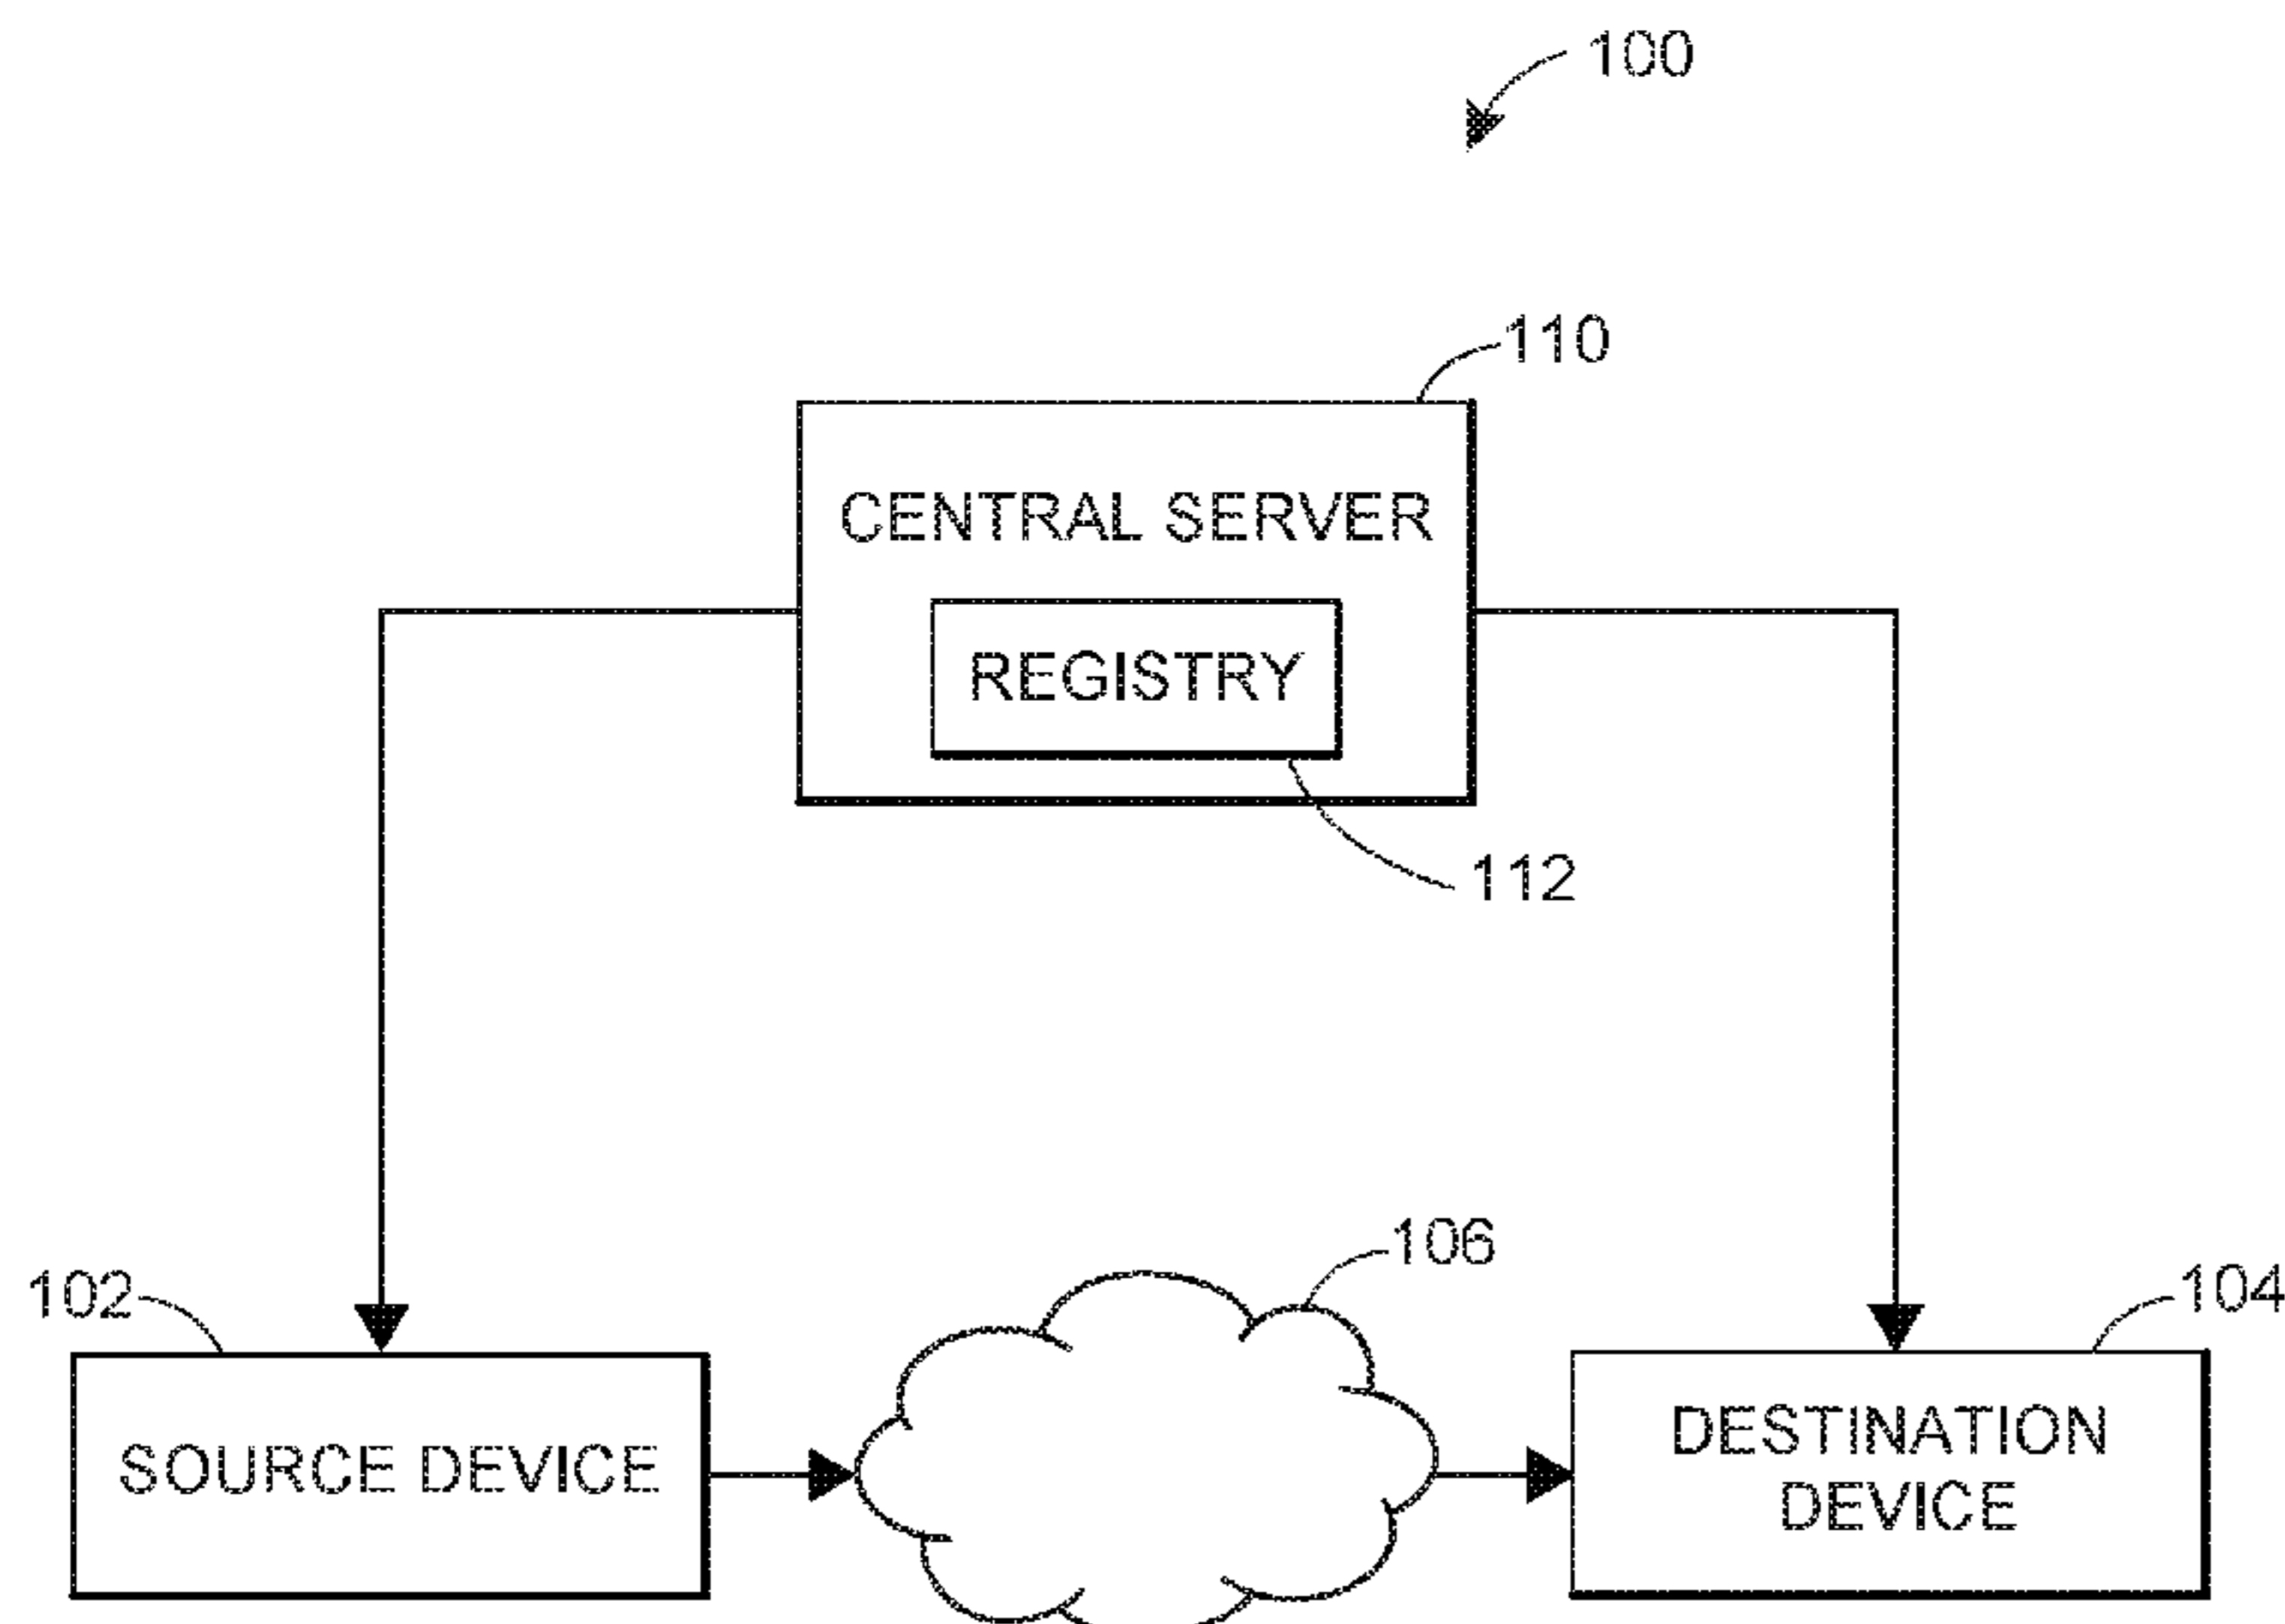 100
110
CENTRAL SERVER
REGISTRY
112
106
102
104
SOURCE DEVICE
DESTINATION
DEVICE